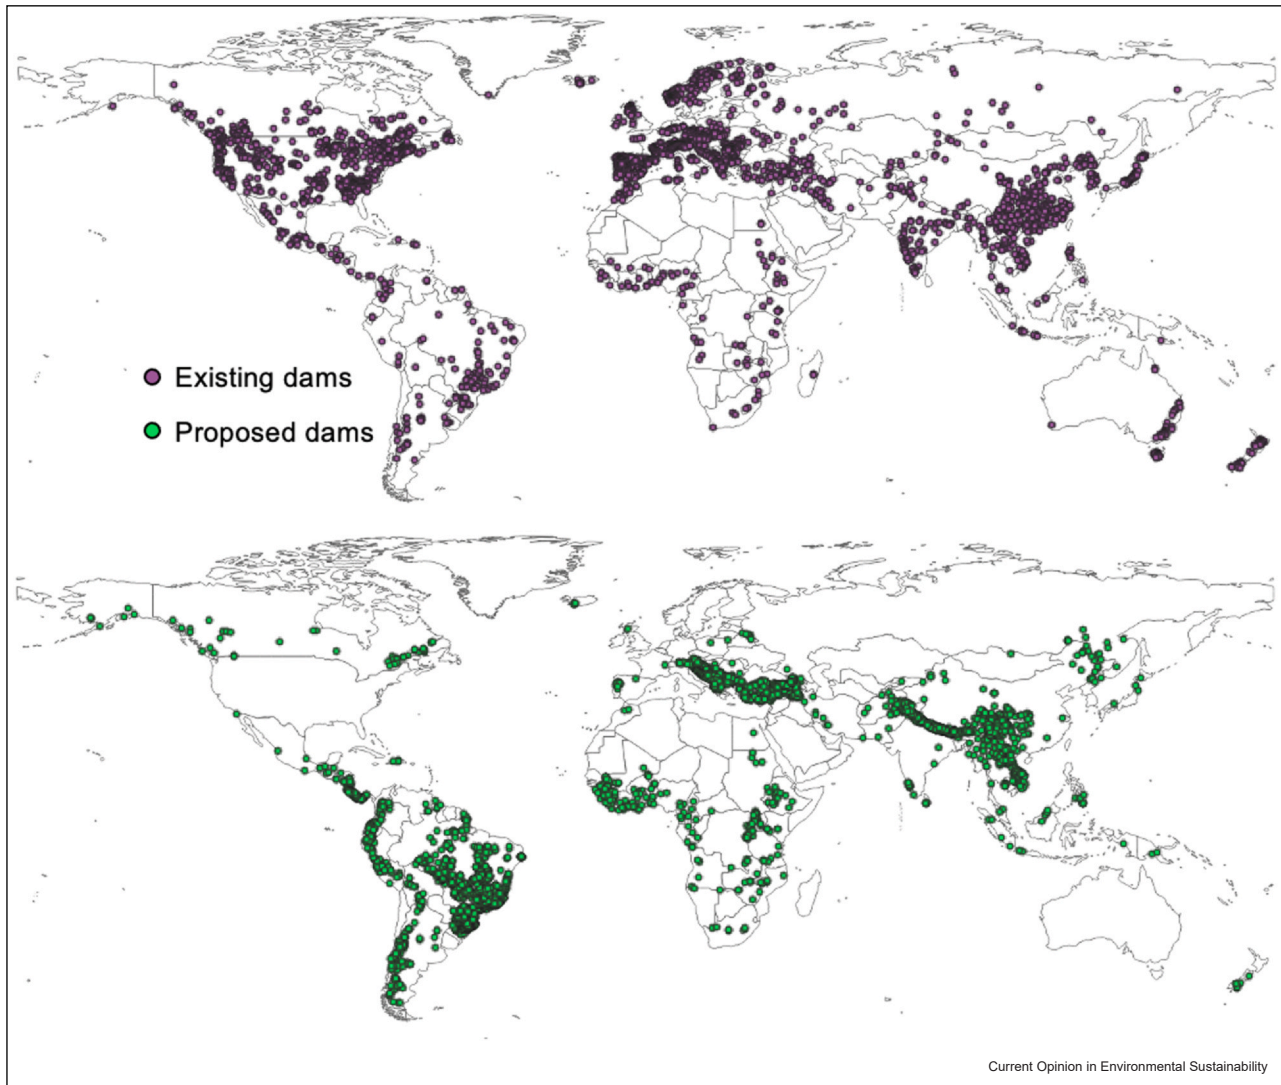 Existing dams
Proposed dams
Current Opinion in Environmental Sustainability